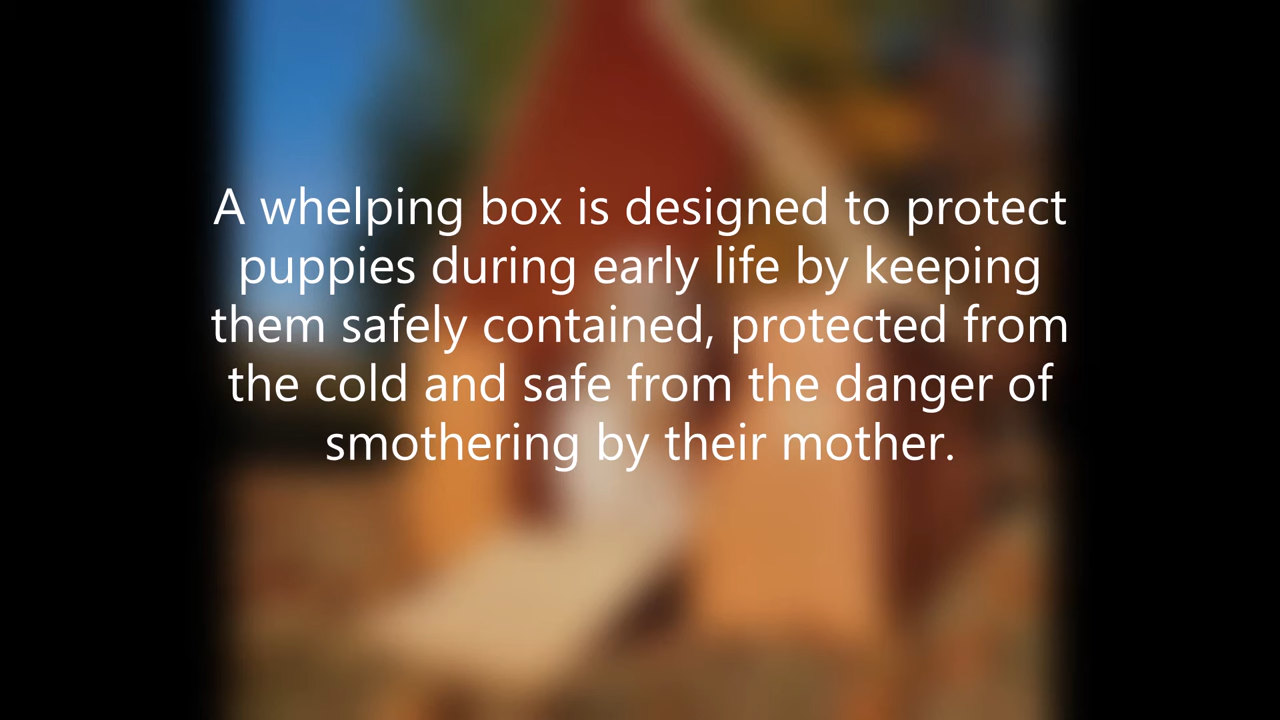 A whelping box is designed to protect
puppies during early life by keeping
them safely contained, protected from
the cold and safe from the danger of
smothering by their mother.